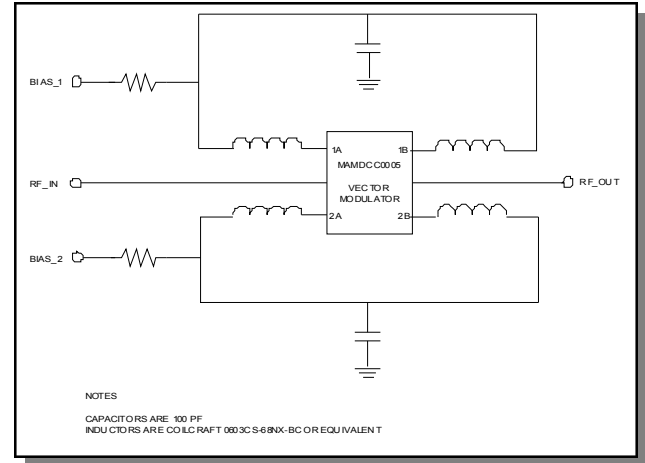 BIAS_1
1A 1B
MAMDCC0005
RF_IN
VECTOR
MODULATOR
RF_OUT
2A 2B
BIAS_2
NOTES
CAPACITORS ARE 100 PF
INDUCTORS ARE COILCRAFT 0603CS-68NX-BC OR EQUIVALENT